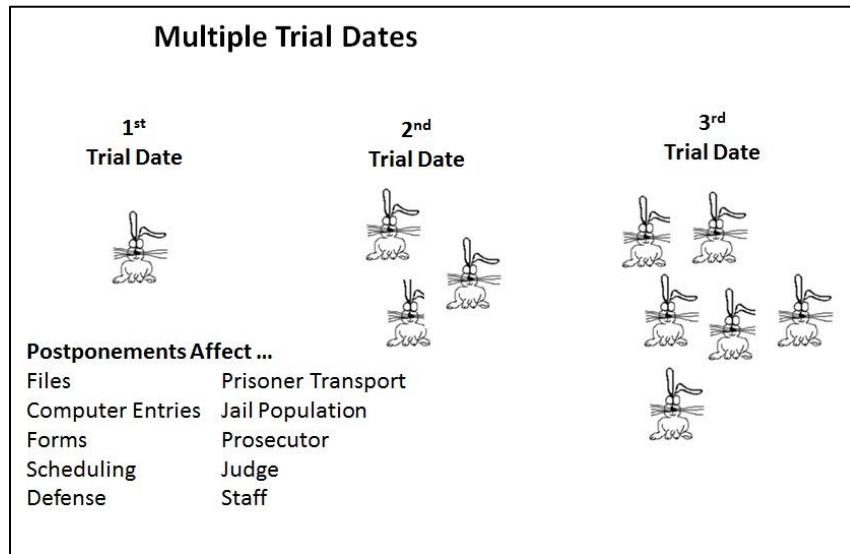 Multiple Trial Dates
1st
Trial Date
2nd
Trial Date
3rd
Trial Date
Postponements Affect ...
Files Prisoner Transport
Computer Entries Jail Population
Forms Prosecutor
Scheduling Judge
Defense Staff